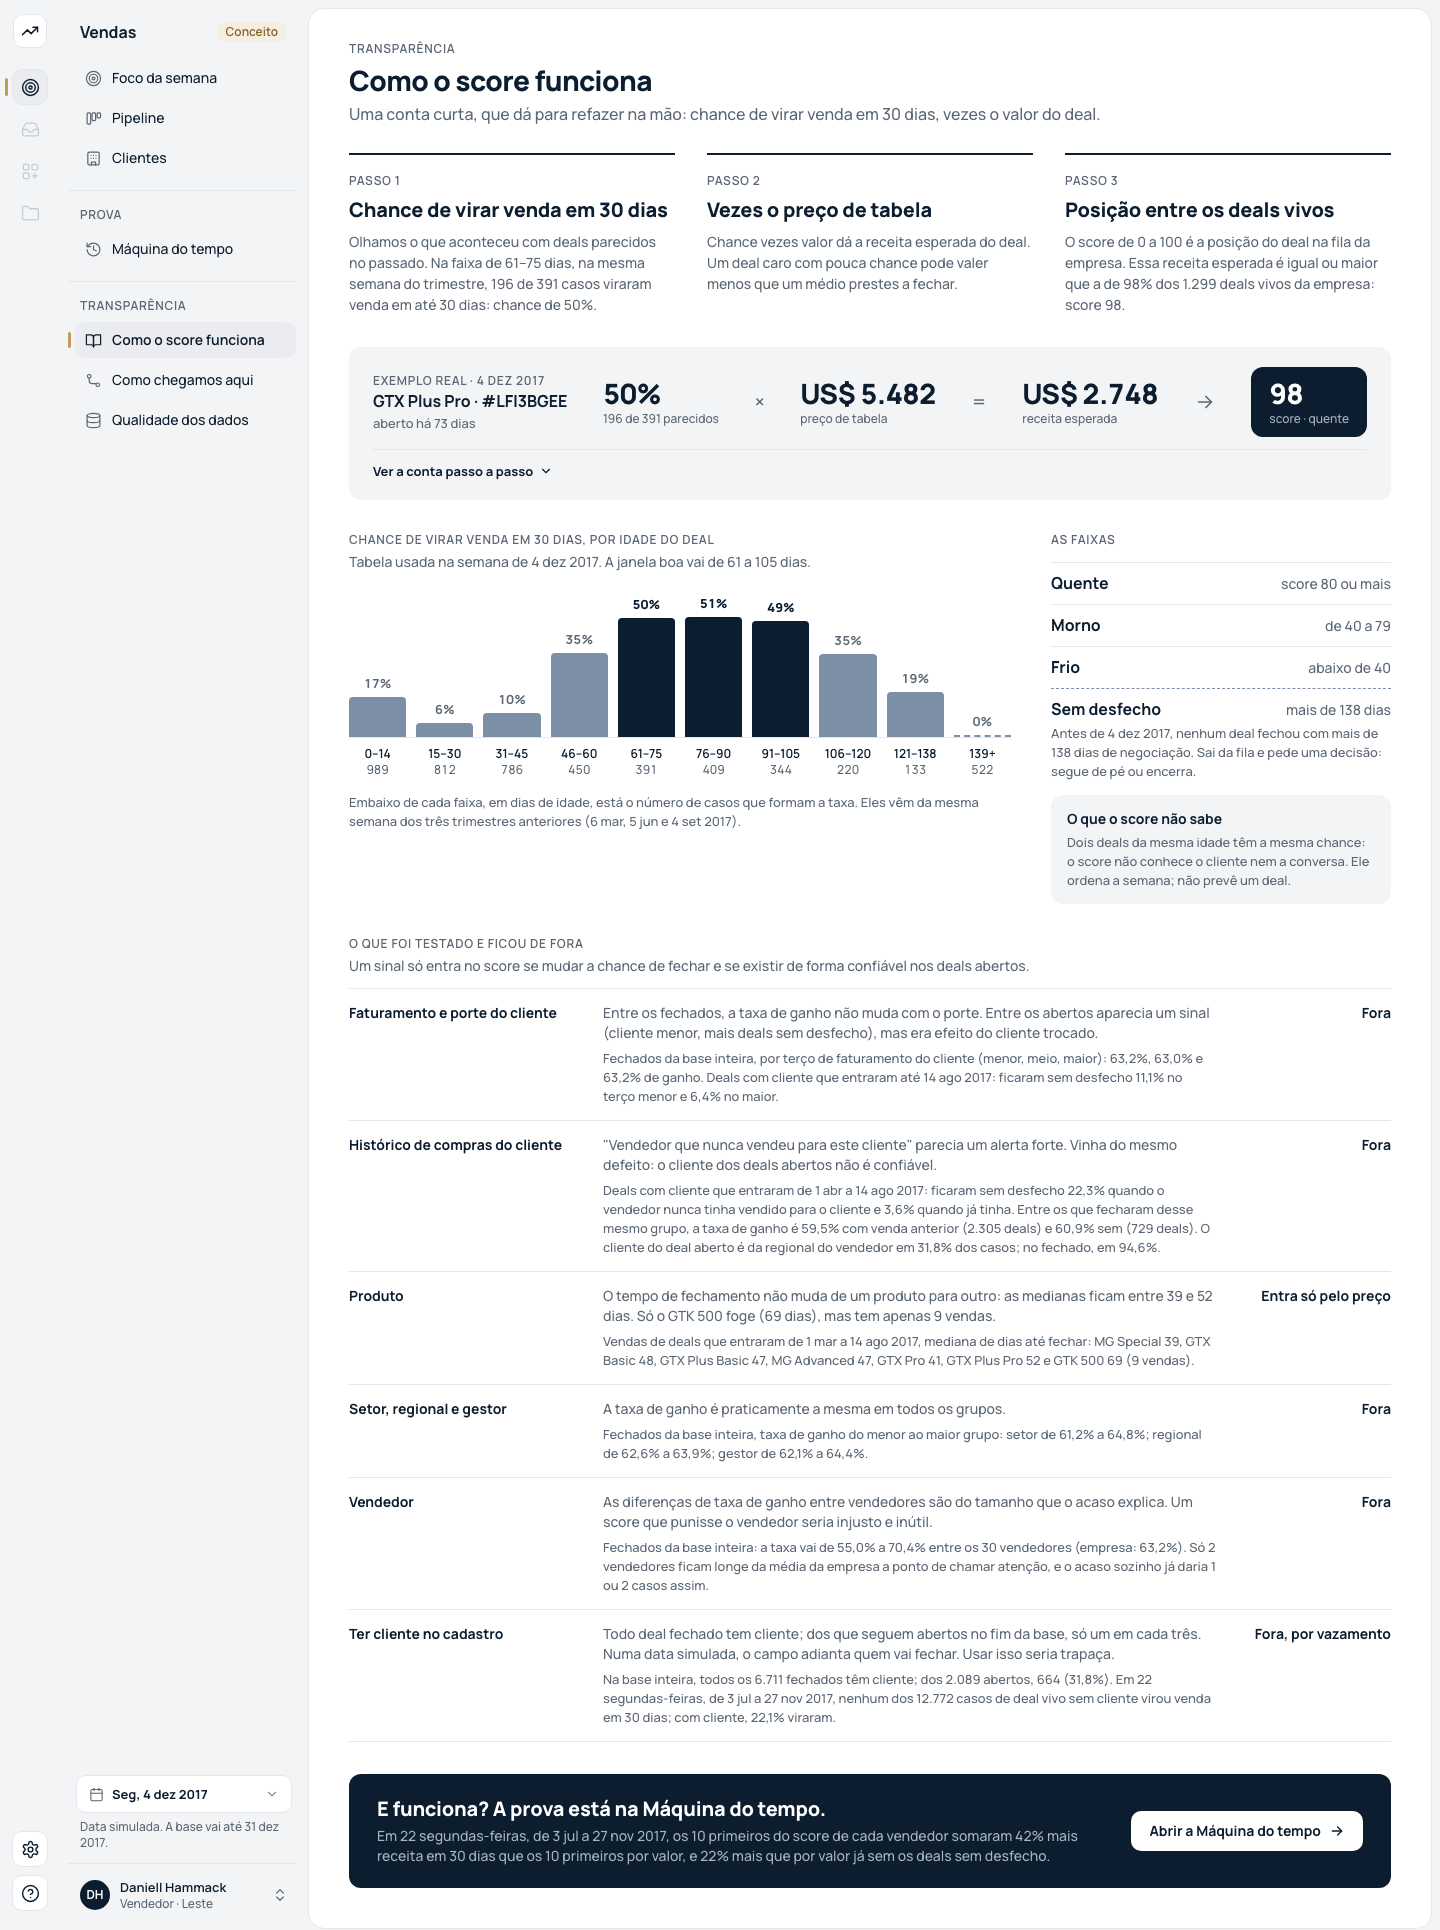 Vendas
Conceito
Foco da semana
Pipeline
Clientes
PROVA
Máquina do tempo
TRANSPARÊNCIA
Como o score funciona
Como chegamos aqui
Qualidade dos dados
Seg, 4 dez 2017
Data simulada. A base vai até 31 dez
2017.
DH
Daniell Hammack
Vendedor · Leste
TRANSPARÊNCIA
Como o score funciona
Uma conta curta, que dá para refazer na mão: chance de virar venda em 30 dias, vezes o valor do deal.
PASSO 1
Chance de virar venda em 30 dias
Olhamos o que aconteceu com deals parecidos
no passado. Na faixa de 61–75 dias, na mesma
semana do trimestre, 196 de 391 casos viraram
venda em até 30 dias: chance de 50%.
PASSO 2
Vezes o preço de tabela
Chance vezes valor dá a receita esperada do deal.
Um deal caro com pouca chance pode valer
menos que um médio prestes a fechar.
PASSO 3
Posição entre os deals vivos
O score de 0 a 100 é a posição do deal na fila da
empresa. Essa receita esperada é igual ou maior
que a de 98% dos 1.299 deals vivos da empresa:
score 98.
EXEMPLO REAL · 4 DEZ 2017
GTX Plus Pro · #LFI3BGEE
aberto há 73 dias
50%
196 de 391 parecidos
×
US$ 5.482
preço de tabela
=
US$ 2.748
receita esperada
→
98
score · quente
Ver a conta passo a passo
CHANCE DE VIRAR VENDA EM 30 DIAS, POR IDADE DO DEAL
Tabela usada na semana de 4 dez 2017. A janela boa vai de 61 a 105 dias.
17% 6% 10% 35% 50% 51% 49% 35% 19% 0%
0–14 15–30 31–45 46–60 61–75 76–90 91–105 106–120 121–138 139+
989 812 786 450 391 409 344 220 133 522
Embaixo de cada faixa, em dias de idade, está o número de casos que formam a taxa. Eles vêm da mesma
semana dos três trimestres anteriores (6 mar, 5 jun e 4 set 2017).
AS FAIXAS
Quente score 80 ou mais
Morno de 40 a 79
Frio abaixo de 40
Sem desfecho mais de 138 dias
Antes de 4 dez 2017, nenhum deal fechou com mais de
138 dias de negociação. Sai da fila e pede uma decisão:
segue de pé ou encerra.
O que o score não sabe
Dois deals da mesma idade têm a mesma chance:
o score não conhece o cliente nem a conversa. Ele
ordena a semana; não prevê um deal.
O QUE FOI TESTADO E FICOU DE FORA
Um sinal só entra no score se mudar a chance de fechar e se existir de forma confiável nos deals abertos.
Faturamento e porte do cliente
Entre os fechados, a taxa de ganho não muda com o porte. Entre os abertos aparecia um sinal
(cliente menor, mais deals sem desfecho), mas era efeito do cliente trocado.
Fechados da base inteira, por terço de faturamento do cliente (menor, meio, maior): 63,2%, 63,0% e
63,2% de ganho. Deals com cliente que entraram até 14 ago 2017: ficaram sem desfecho 11,1% no
terço menor e 6,4% no maior.
Fora
Histórico de compras do cliente
"Vendedor que nunca vendeu para este cliente" parecia um alerta forte. Vinha do mesmo
defeito: o cliente dos deals abertos não é confiável.
Deals com cliente que entraram de 1 abr a 14 ago 2017: ficaram sem desfecho 22,3% quando o
vendedor nunca tinha vendido para o cliente e 3,6% quando já tinha. Entre os que fecharam desse
mesmo grupo, a taxa de ganho é 59,5% com venda anterior (2.305 deals) e 60,9% sem (729 deals). O
cliente do deal aberto é da regional do vendedor em 31,8% dos casos; no fechado, em 94,6%.
Fora
Produto
O tempo de fechamento não muda de um produto para outro: as medianas ficam entre 39 e 52
dias. Só o GTK 500 foge (69 dias), mas tem apenas 9 vendas.
Vendas de deals que entraram de 1 mar a 14 ago 2017, mediana de dias até fechar: MG Special 39, GTX
Basic 48, GTX Plus Basic 47, MG Advanced 47, GTX Pro 41, GTX Plus Pro 52 e GTK 500 69 (9 vendas).
Entra só pelo preço
Setor, regional e gestor
A taxa de ganho é praticamente a mesma em todos os grupos.
Fechados da base inteira, taxa de ganho do menor ao maior grupo: setor de 61,2% a 64,8%; regional
de 62,6% a 63,9%; gestor de 62,1% a 64,4%.
Fora
Vendedor
As diferenças de taxa de ganho entre vendedores são do tamanho que o acaso explica. Um
score que punisse o vendedor seria injusto e inútil.
Fechados da base inteira: a taxa vai de 55,0% a 70,4% entre os 30 vendedores (empresa: 63,2%). Só 2
vendedores ficam longe da média da empresa a ponto de chamar atenção, e o acaso sozinho já daria 1
ou 2 casos assim.
Fora
Ter cliente no cadastro
Todo deal fechado tem cliente; dos que seguem abertos no fim da base, só um em cada três.
Numa data simulada, o campo adianta quem vai fechar. Usar isso seria trapaça.
Na base inteira, todos os 6.711 fechados têm cliente; dos 2.089 abertos, 664 (31,8%). Em 22
segundas-feiras, de 3 jul a 27 nov 2017, nenhum dos 12.772 casos de deal vivo sem cliente virou venda
em 30 dias; com cliente, 22,1% viraram.
Fora, por vazamento
E funciona? A prova está na Máquina do tempo.
Em 22 segundas-feiras, de 3 jul a 27 nov 2017, os 10 primeiros do score de cada vendedor somaram 42% mais
receita em 30 dias que os 10 primeiros por valor, e 22% mais que por valor já sem os deals sem desfecho.
Abrir a Máquina do tempo →